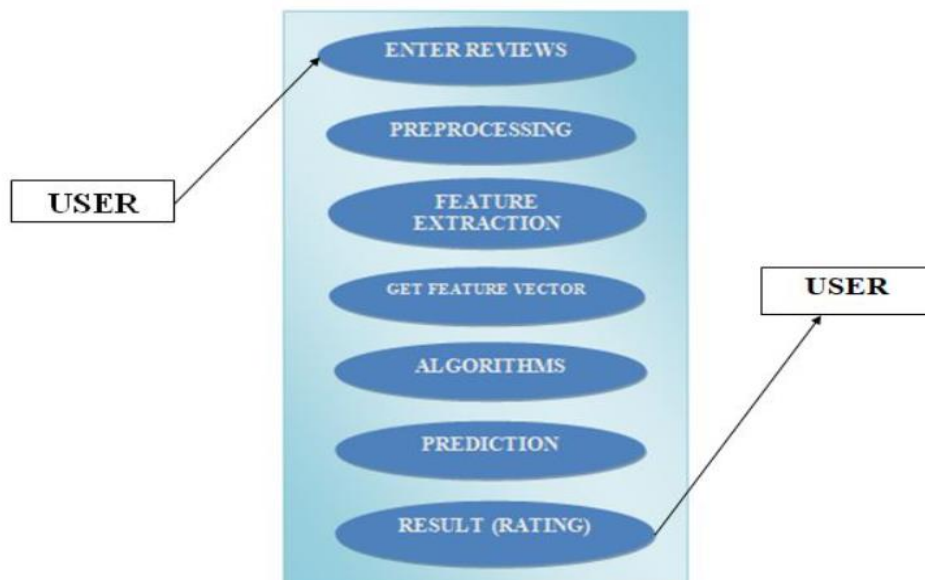 ENTER REVIEWS
PREPROCESSING
USER
FEATURE
EXTRACTION
GET FEATURE VECTOR
USER
ALGORITHMS
PREDICTION
RESULT (RATING)